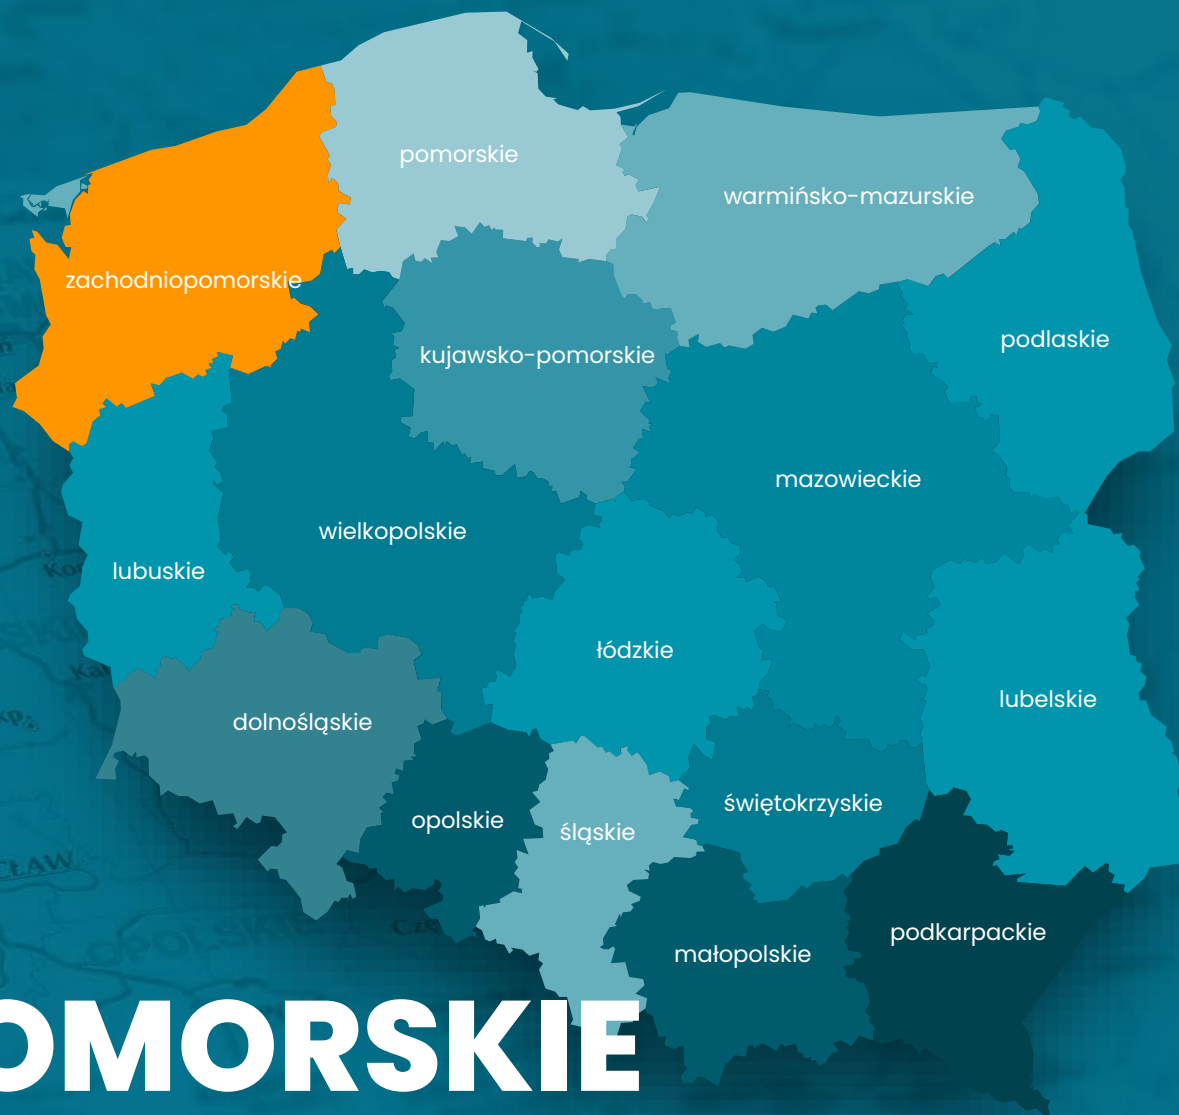 pomorskie
warmińsko-mazurskie
zachodniopomorskie
podlaskie
kujawsko-pomorskie
mazowieckie
wielkopolskie
lubuskie
łódzkie
lubelskie
dolnośląskie
świętokrzyskie
opolskie
śląskie
podkarpackie
małopolskie
OMORSKIE
OPOLSKIE